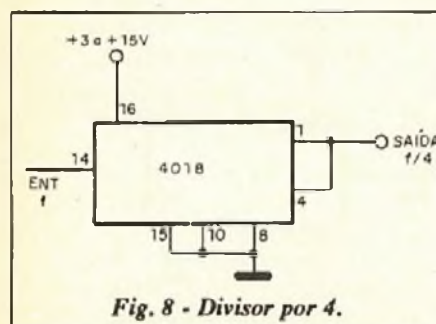 +3 a +15V
16
1
SAÍDA
f/4
14
4018
ENT
f
4
15
10
8
Fig. 8 - Divisor por 4.